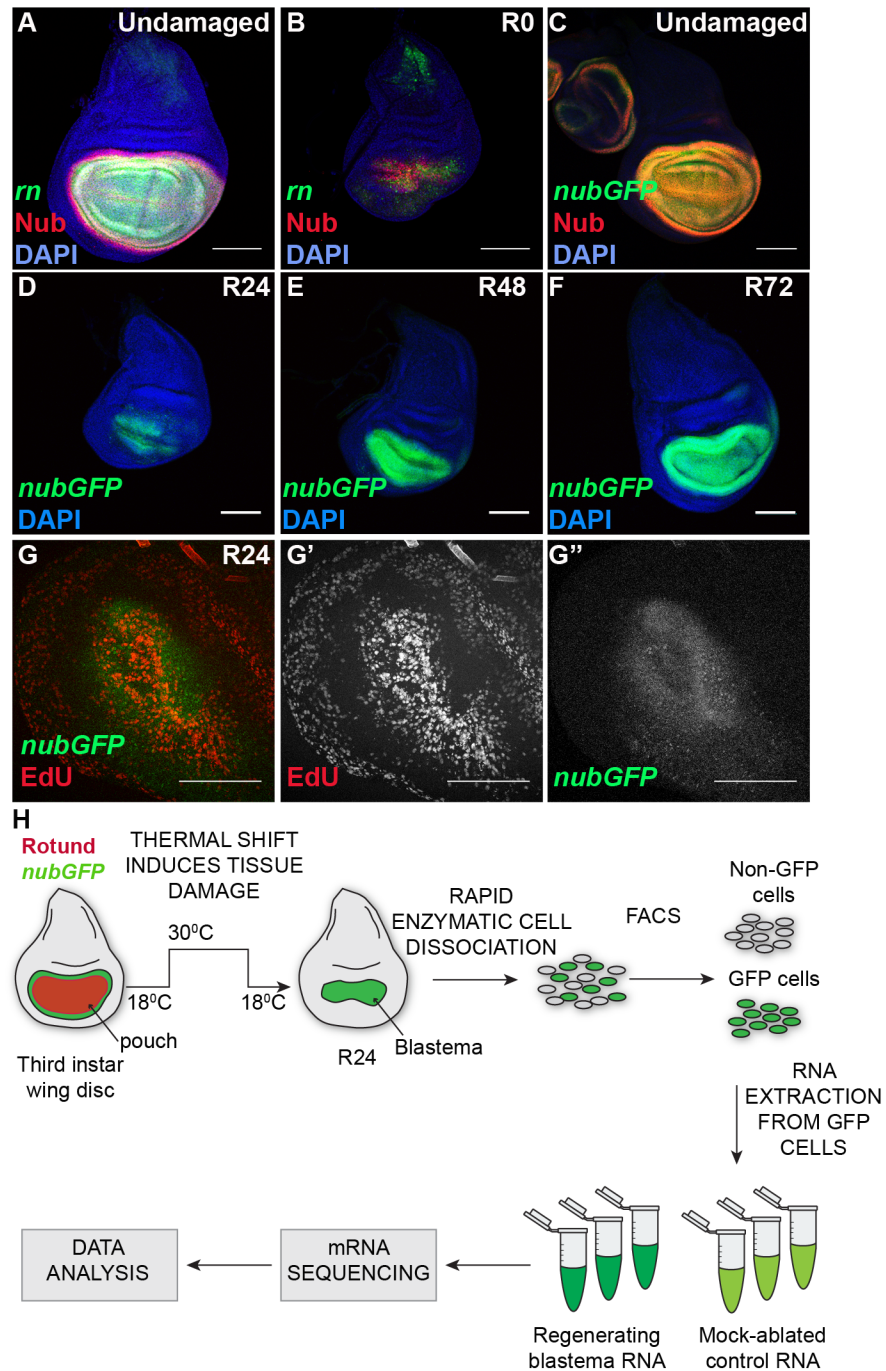 A Undamaged
rn
Nub
DAPI
B R0
rn
Nub
DAPI
C Undamaged
nubGFP
Nub
DAPI
D R24
nubGFP
DAPI
E R48
nubGFP
DAPI
F R72
nubGFP
DAPI
G R24
nubGFP
EdU
G’
EdU
G”
nubGFP
H
Rotund
nubGFP
THERMAL SHIFT
INDUCES TISSUE
DAMAGE
30⁰C
18⁰C
18⁰C
pouch
Third instar
wing disc
R24
Blastema
RAPID
ENZYMATIC CELL
DISSOCIATION
FACS
Non-GFP
cells
GFP cells
RNA
EXTRACTION
FROM GFP
CELLS
Regenerating
blastema RNA
Mock-ablated
control RNA
mRNA
SEQUENCING
DATA
ANALYSIS